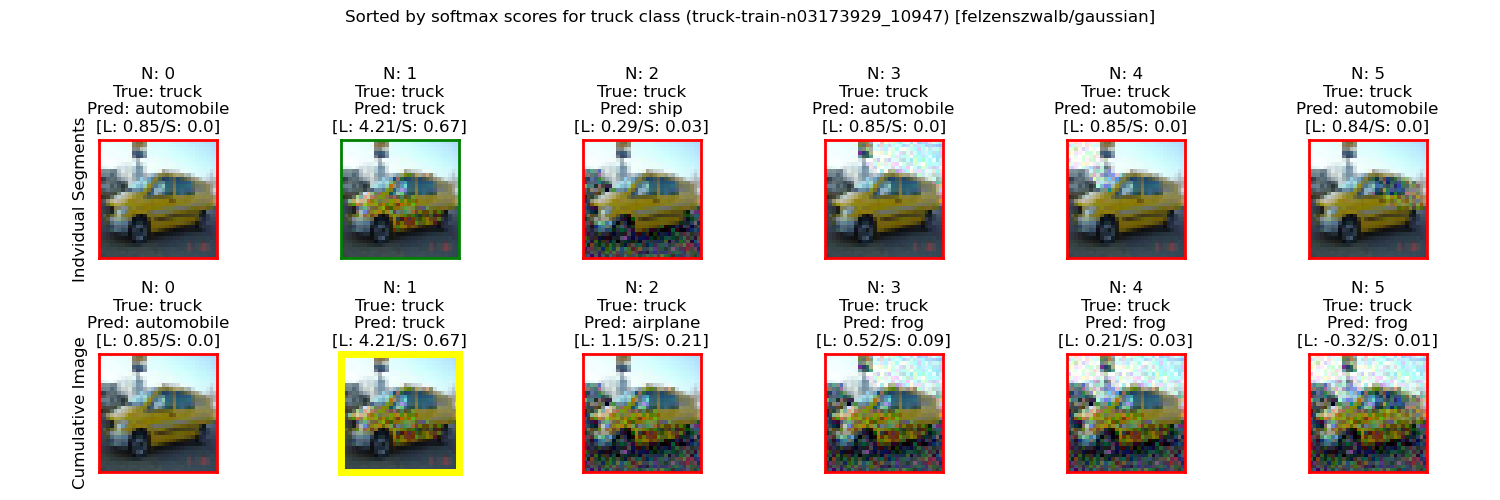 Sorted by softmax scores for truck class (truck-train-n03173929_10947) [felzenszwalb/gaussian]
Indvidual Segments
N: 0
True: truck
Pred: automobile
[L: 0.85/S: 0.0]
N: 1
True: truck
Pred: truck
[L: 4.21/S: 0.67]
N: 2
True: truck
Pred: ship
[L: 0.29/S: 0.03]
N: 3
True: truck
Pred: automobile
[L: 0.85/S: 0.0]
N: 4
True: truck
Pred: automobile
[L: 0.85/S: 0.0]
N: 5
True: truck
Pred: automobile
[L: 0.84/S: 0.0]
Cumulative Image
N: 0
True: truck
Pred: automobile
[L: 0.85/S: 0.0]
N: 1
True: truck
Pred: truck
[L: 4.21/S: 0.67]
N: 2
True: truck
Pred: airplane
[L: 1.15/S: 0.21]
N: 3
True: truck
Pred: frog
[L: 0.52/S: 0.09]
N: 4
True: truck
Pred: frog
[L: 0.21/S: 0.03]
N: 5
True: truck
Pred: frog
[L: -0.32/S: 0.01]